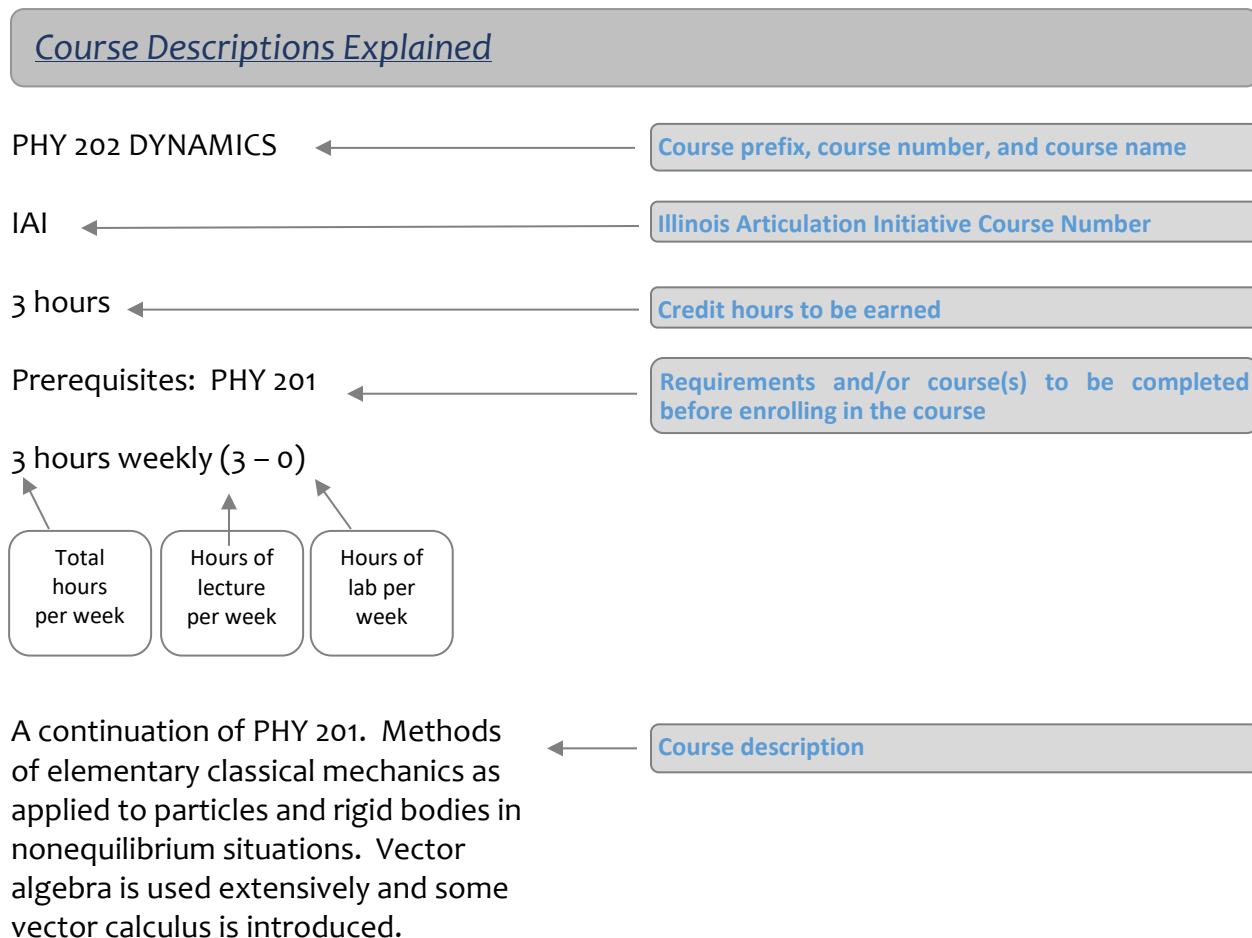 Course Descriptions Explained
PHY 202 DYNAMICS
Course prefix, course number, and course name
IAI
Illinois Articulation Initiative Course Number
3 hours
Credit hours to be earned
Prerequisites: PHY 201
Requirements and/or course(s) to be completed
before enrolling in the course
3 hours weekly (3 – 0)
Total
hours
per week
Hours of
lecture
per week
Hours of
lab per
week
A continuation of PHY 201. Methods
of elementary classical mechanics as
applied to particles and rigid bodies in
nonequilibrium situations. Vector
algebra is used extensively and some
vector calculus is introduced.
Course description